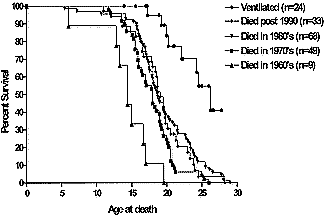 Ventilated (n=24)
Died post 1990 (n=33)
Died in 1980's (n=68)
Died in 1970's (n=48)
Died in 1960's (n=9)
100
90
80
70
60
50
40
30
20
10
0
0 5 10 15 20 25 30
Percent Survival
Age at death